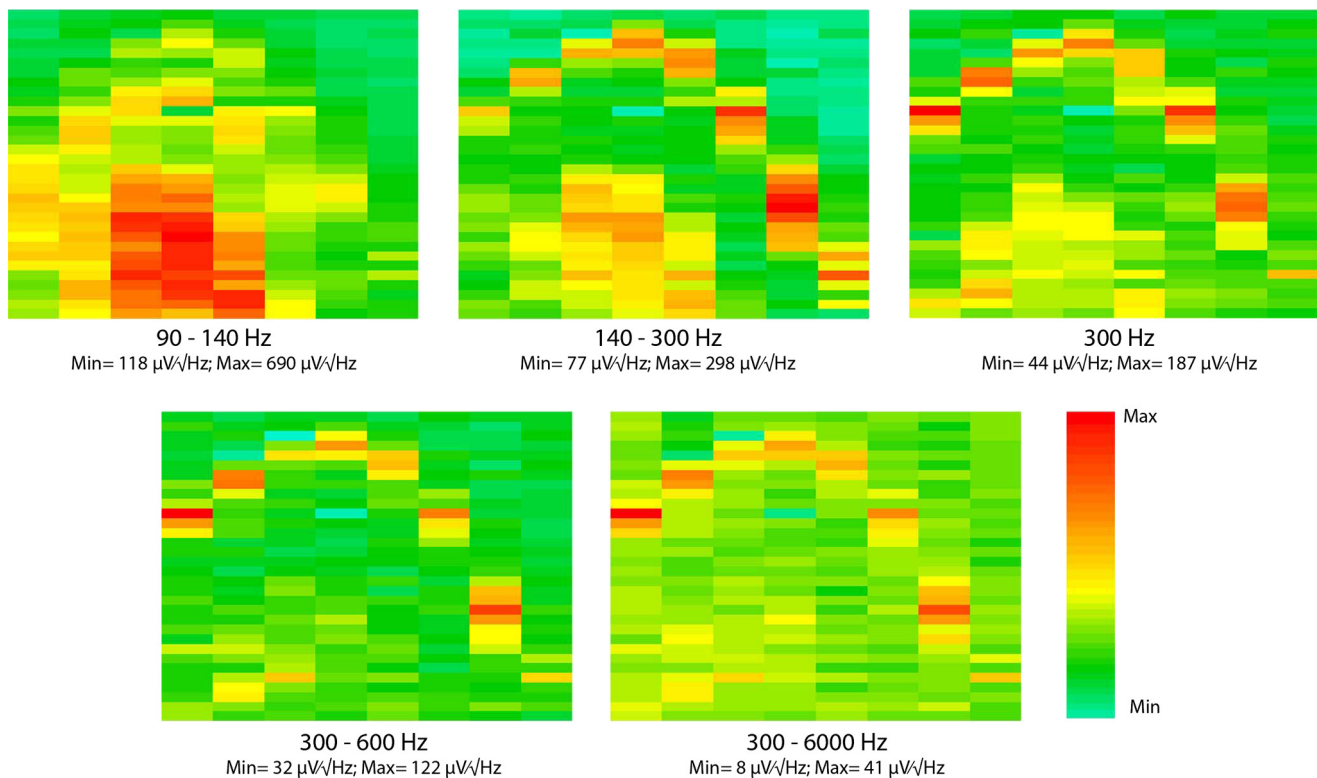 90 - 140 Hz
Min= 118 µV/√Hz; Max= 690 µV/√Hz
140 - 300 Hz
Min= 77 µV/√Hz; Max= 298 µV/√Hz
300 Hz
Min= 44 µV/√Hz; Max= 187 µV/√Hz
Max
Min
300 - 600 Hz
Min= 32 µV/√Hz; Max= 122 µV/√Hz
300 - 6000 Hz
Min= 8 µV/√Hz; Max= 41 µV/√Hz